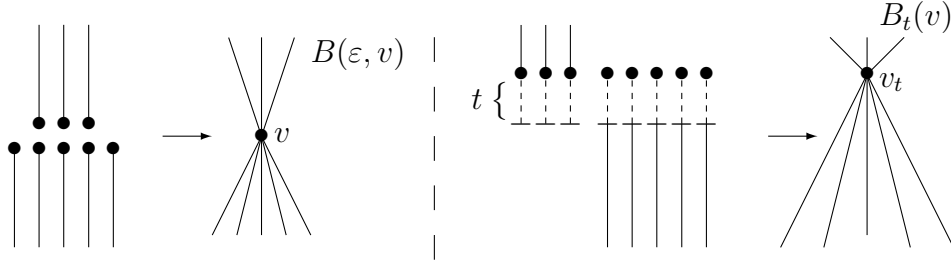 B(ε, v)
v
t {
B_t(v)
v_t